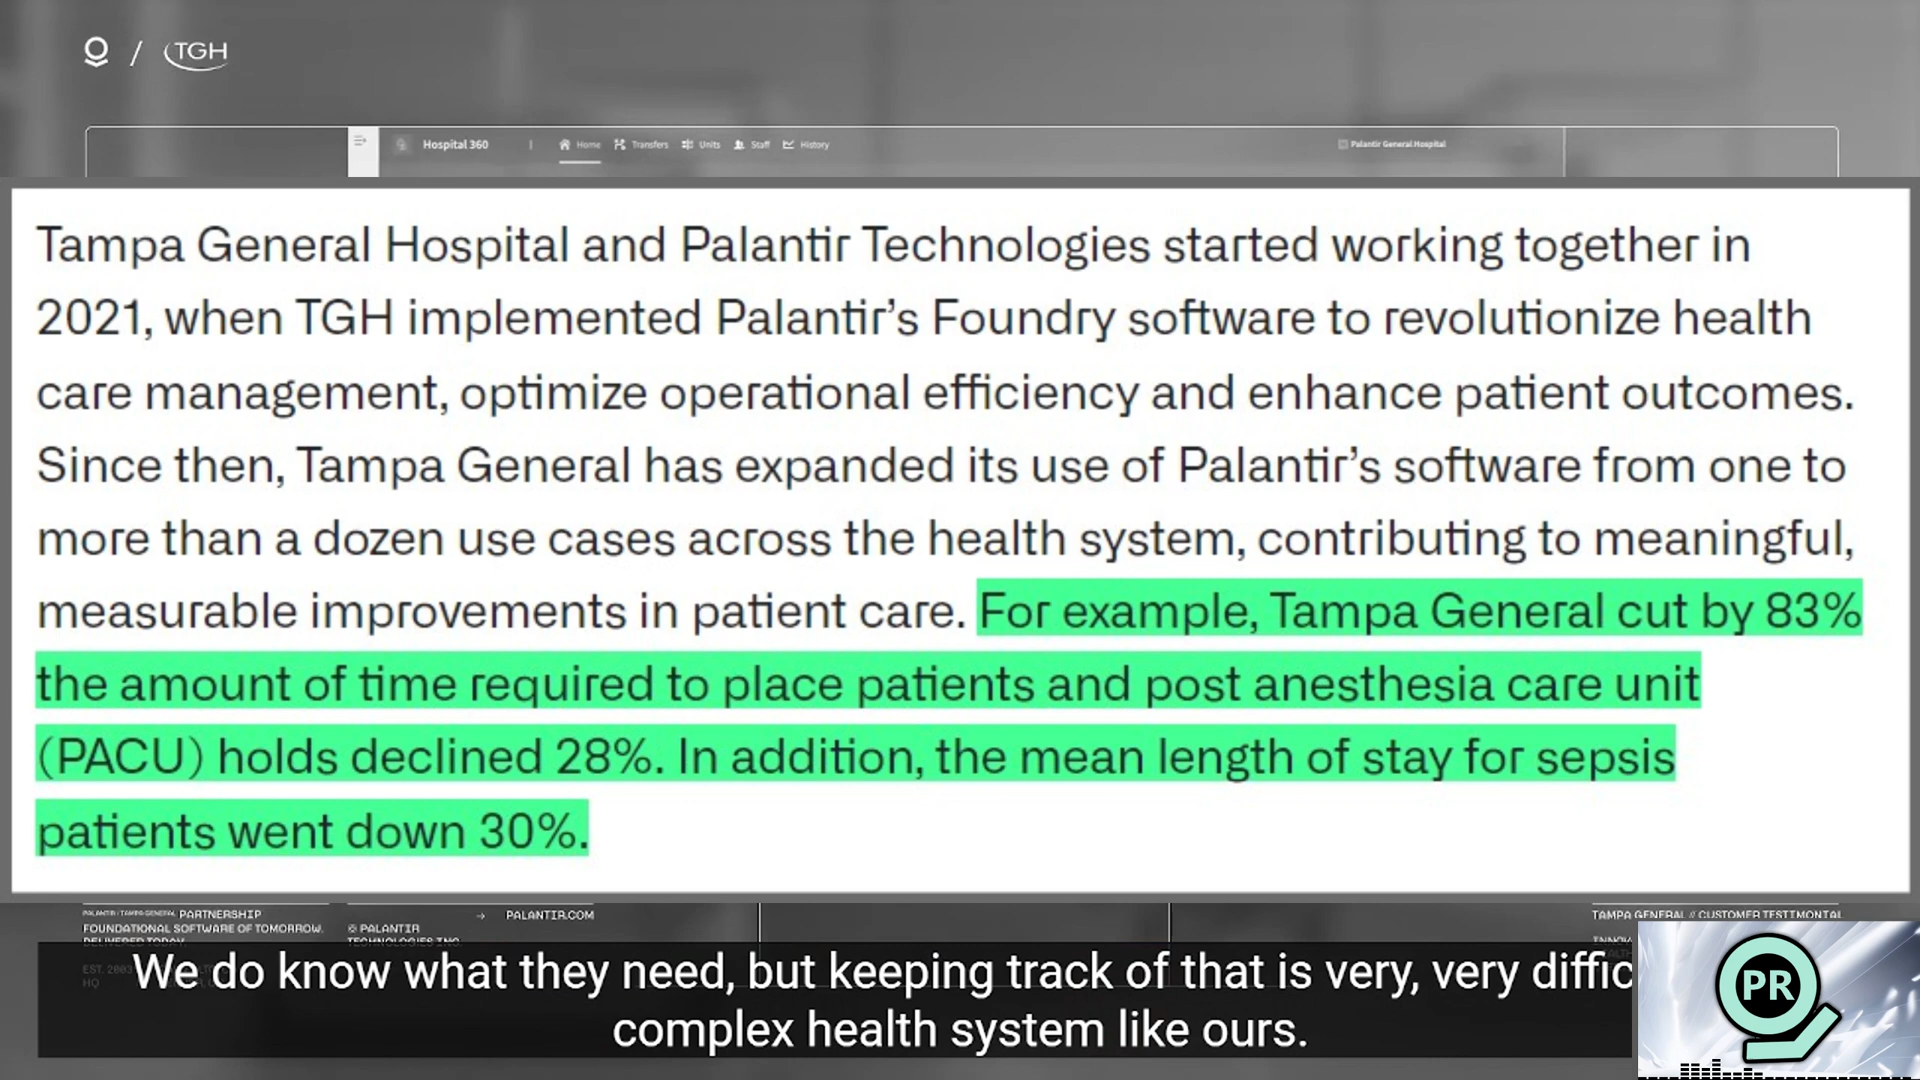 / TGH
Hospital 360 | Home Transfers Units Staff History Palantir General Hospital
Tampa General Hospital and Palantir Technologies started working together in
2021, when TGH implemented Palantir’s Foundry software to revolutionize health
care management, optimize operational efficiency and enhance patient outcomes.
Since then, Tampa General has expanded its use of Palantir’s software from one to
more than a dozen use cases across the health system, contributing to meaningful,
measurable improvements in patient care. For example, Tampa General cut by 83%
the amount of time required to place patients and post anesthesia care unit
(PACU) holds declined 28%. In addition, the mean length of stay for sepsis
patients went down 30%.
PALANTIR / TAMPA GENERAL PARTNERSHIP
FOUNDATIONAL SOFTWARE OF TOMORROW.
DELIVERED TODAY.
→ PALANTIR.COM
PALANTIR
TECHNOLOGIES INC.
TAMPA GENERAL // CUSTOMER TESTIMONIAL
We do know what they need, but keeping track of that is very, very diffic
complex health system like ours.
PR